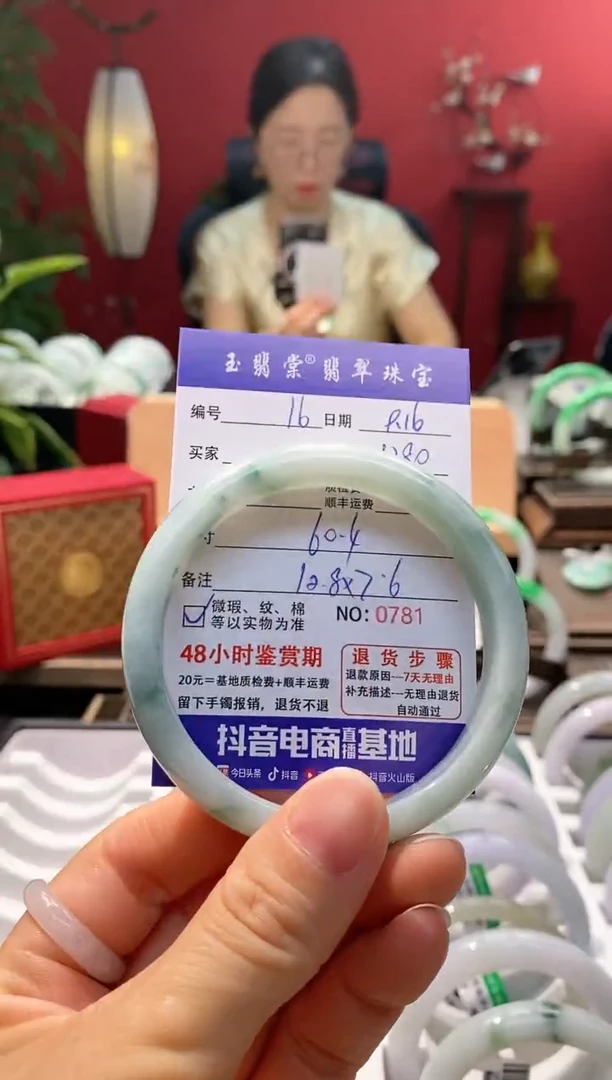 玉翡棠® 翡翠珠宝
编号 16 日期 P.16
买家
质检费
顺丰运费
寸 60.4
备注 12.8x7.6
微瑕、纹、棉 NO: 0781
等以实物为准
48小时鉴赏期
20元=基地质检费+顺丰运费
留下手镯报销，退货不退
退货步骤
退款原因---7天无理由
补充描述---无理由退货
自动通过
抖音电商直播基地
今日头条 抖音 抖音火山版